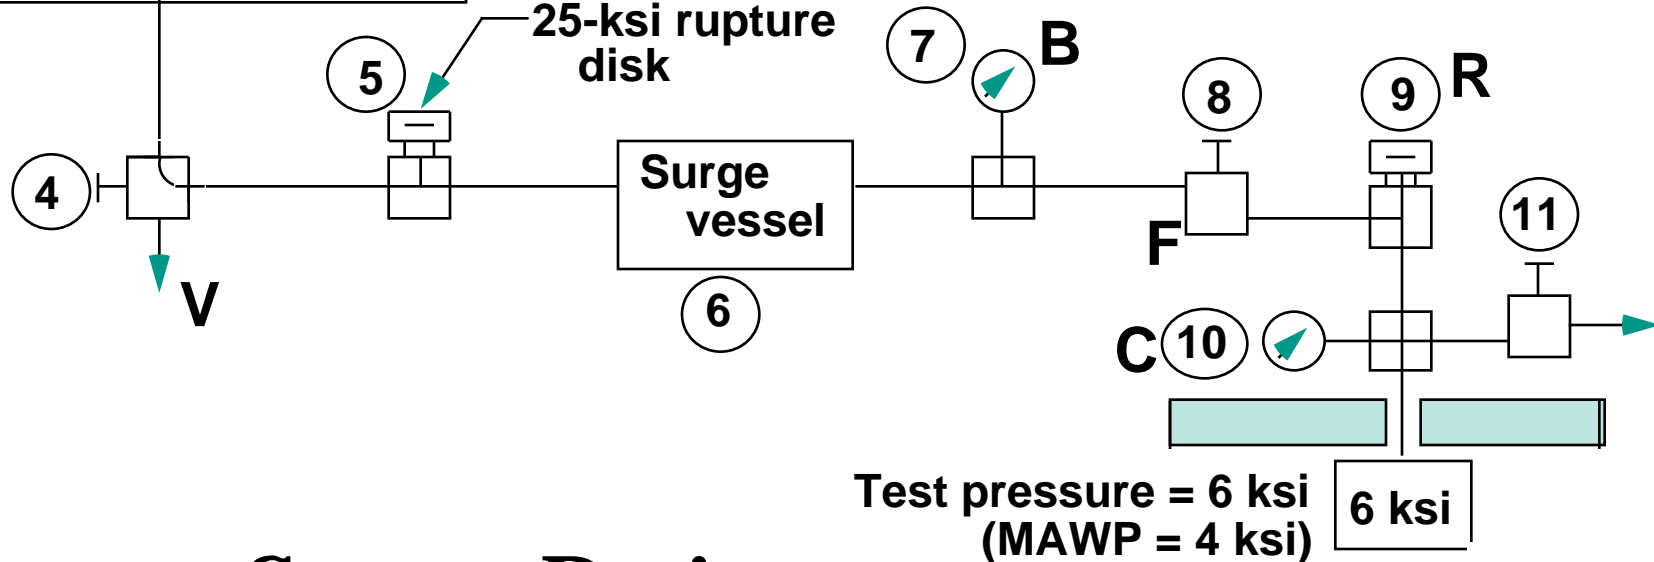 25-ksi rupture
disk
5
7
B
8
9
R
4
Surge
vessel
11
F
V
6
C
10
Test pressure = 6 ksi
(MAWP = 4 ksi)
6 ksi